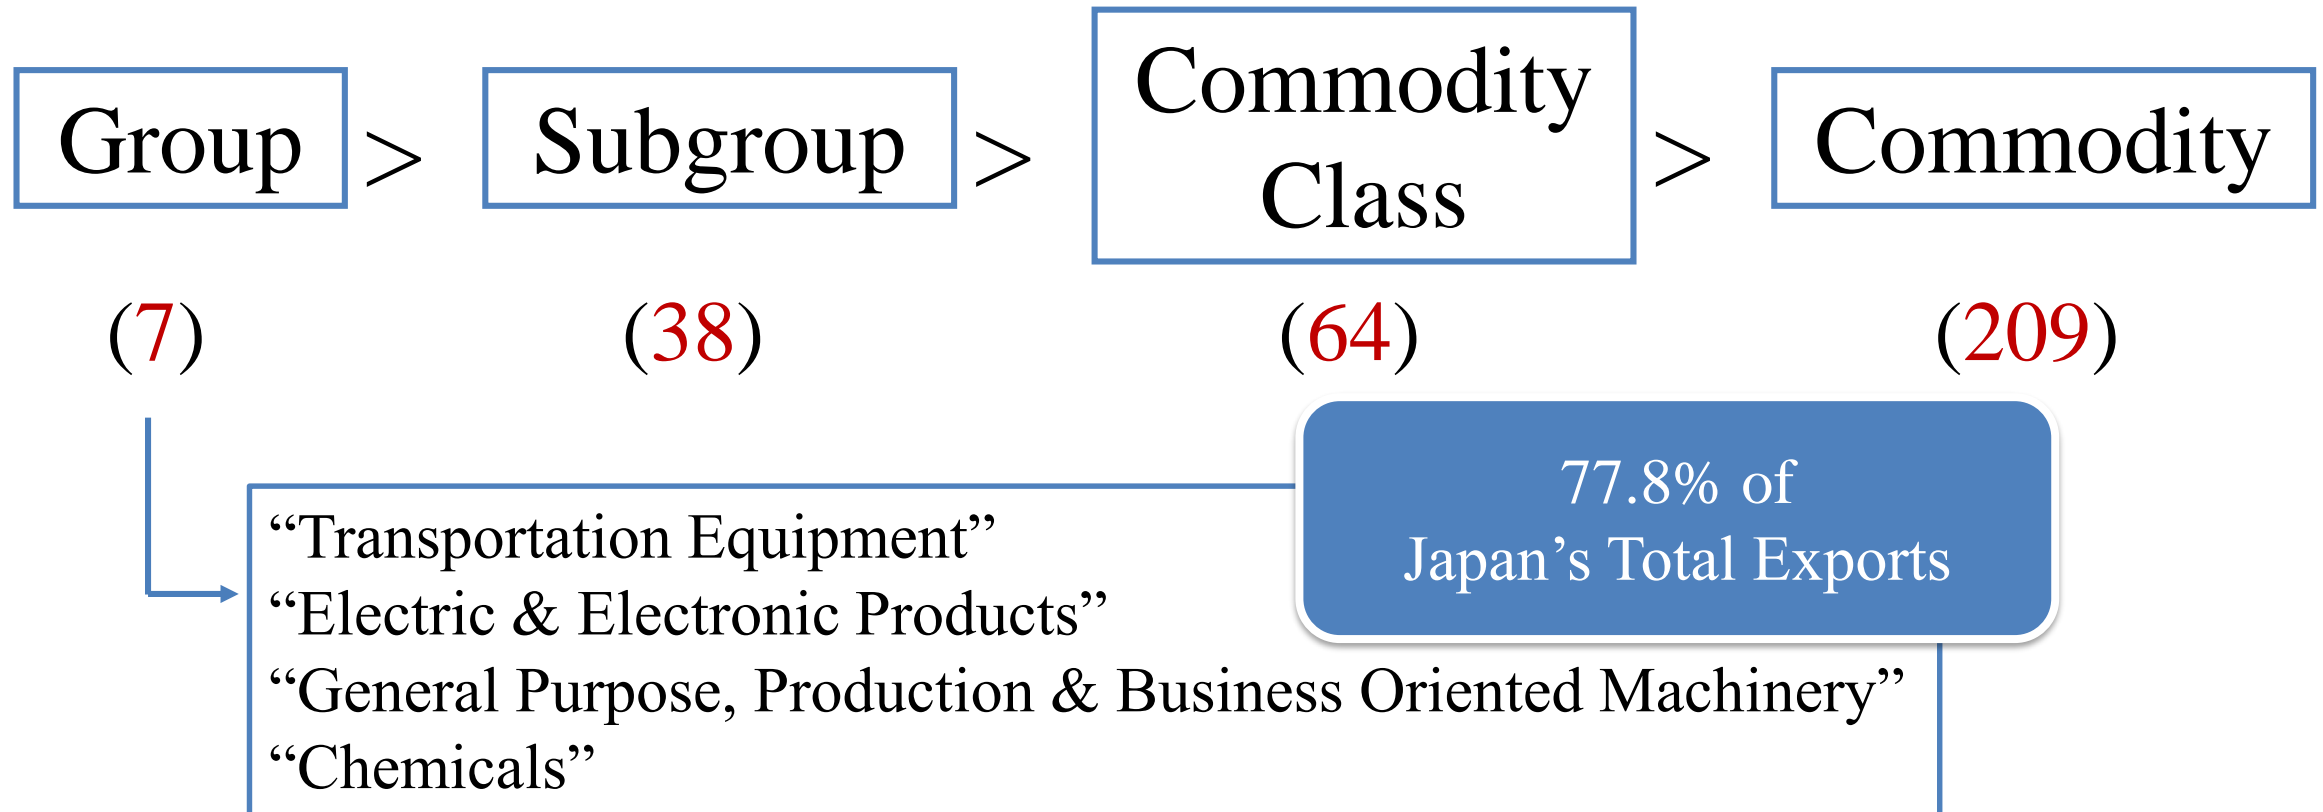 Group > Subgroup > Commodity Class > Commodity
(7) (38) (64) (209)
77.8% of
Japan’s Total Exports
“Transportation Equipment”
“Electric & Electronic Products”
“General Purpose, Production & Business Oriented Machinery”
“Chemicals”